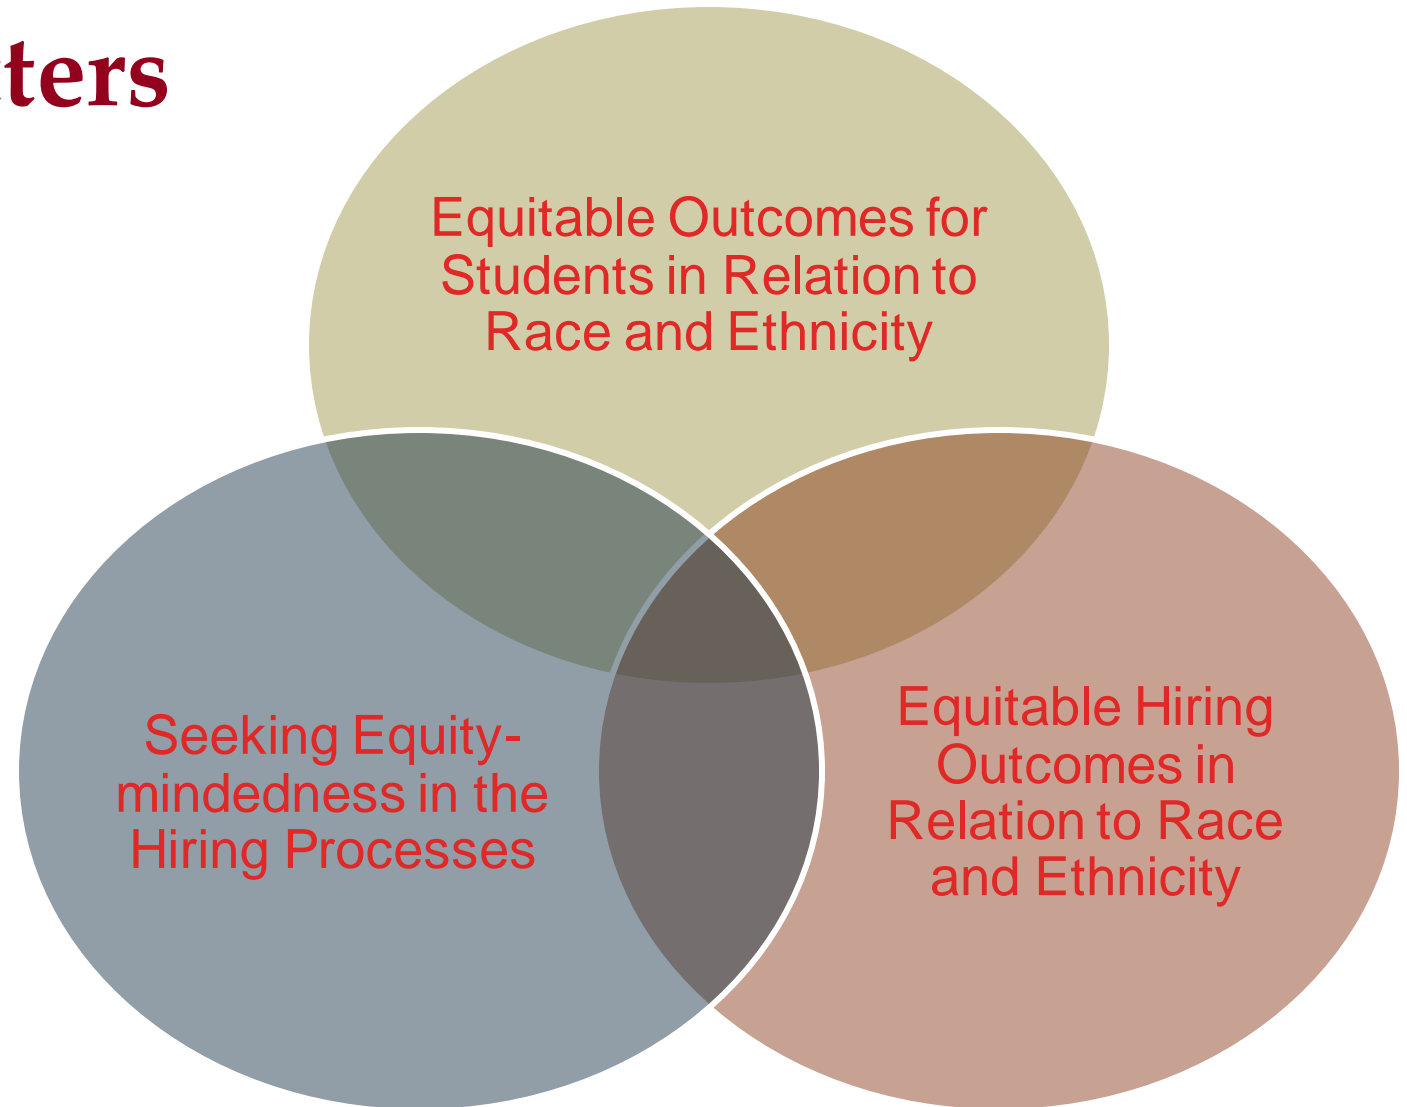 Equitable Outcomes for
Students in Relation to
Race and Ethnicity
Seeking Equity-
mindedness in the
Hiring Processes
Equitable Hiring
Outcomes in
Relation to Race
and Ethnicity